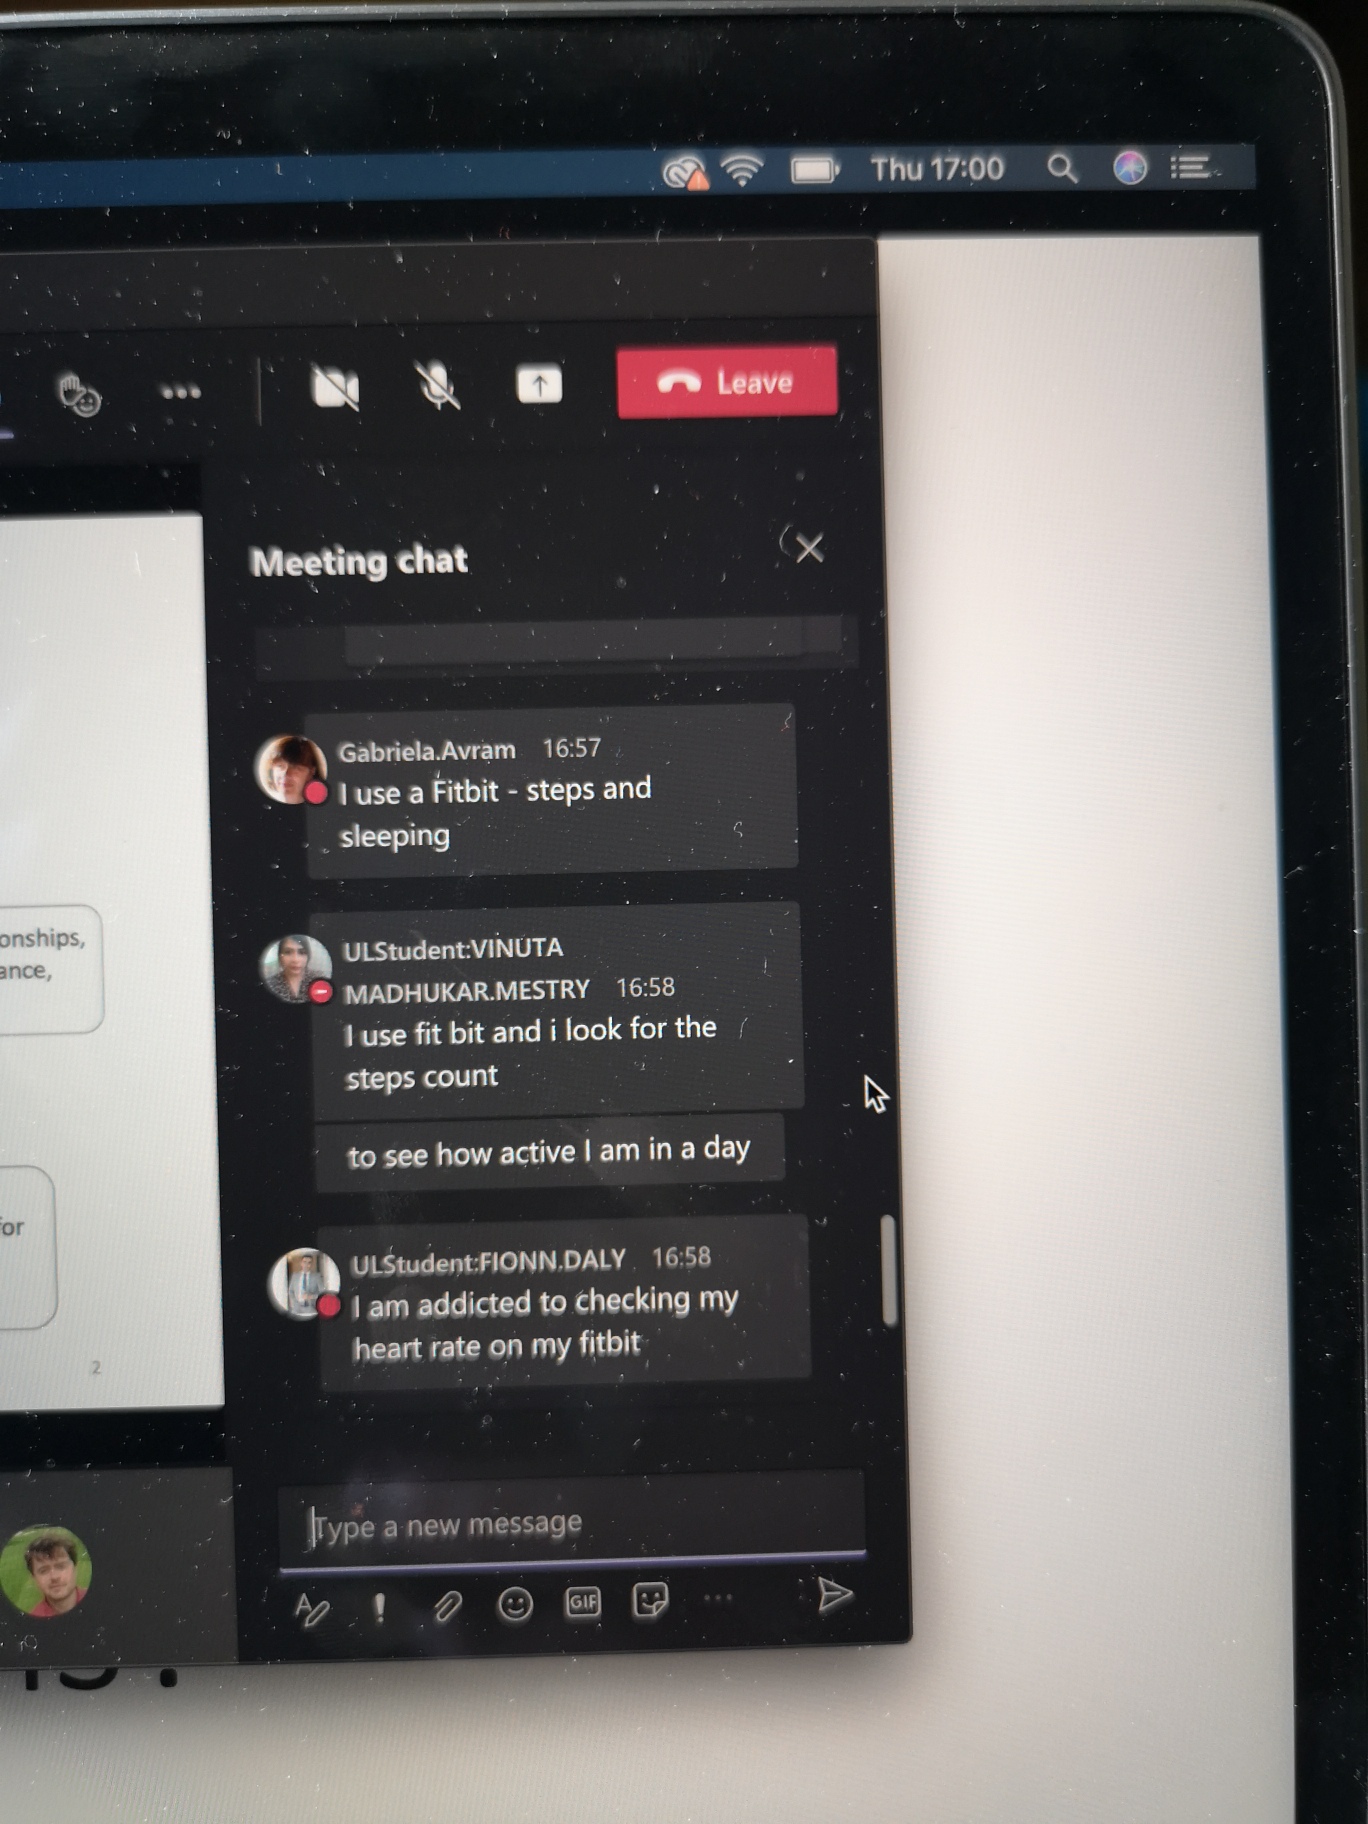 Thu 17:00
Leave
Meeting chat
Gabriela.Avram 16:57
I use a Fitbit - steps and
sleeping
ULStudent:VINUTA
MADHUKAR.MESTRY 16:58
I use fit bit and i look for the
steps count
to see how active I am in a day
ULStudent:FIONN.DALY 16:58
I am addicted to checking my
heart rate on my fitbit
Type a new message
GIF
onships,
ance,
for
2